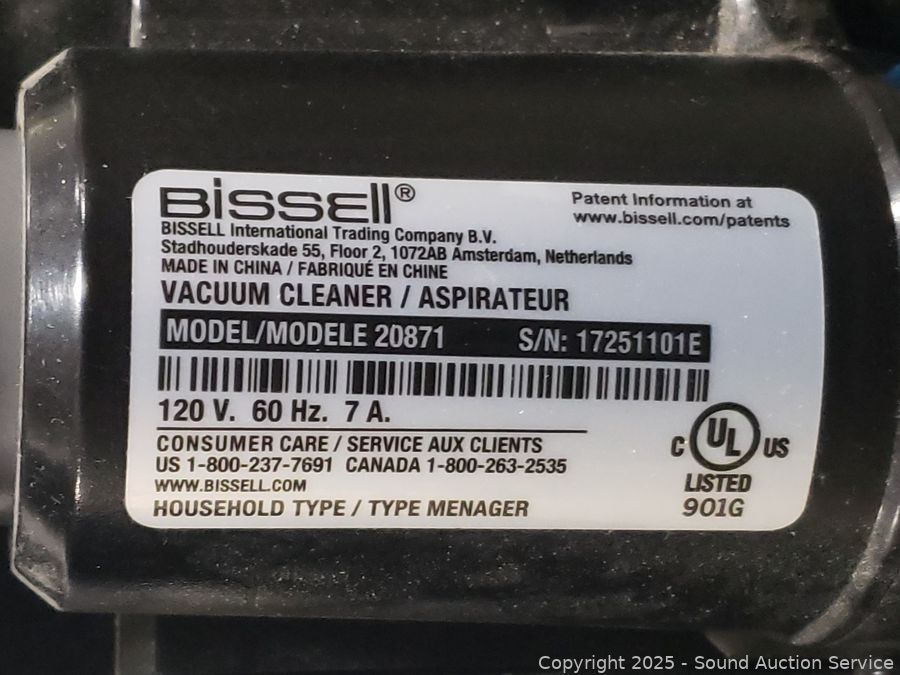 BISSELL®
Patent Information at
www.bissell.com/patents
BISSELL International Trading Company B.V.
Stadhouderskade 55, Floor 2, 1072AB Amsterdam, Netherlands
MADE IN CHINA / FABRIQUÉ EN CHINE
VACUUM CLEANER / ASPIRATEUR
MODEL/MODELE 20871 S/N: 17251101E
120 V. 60 Hz. 7 A.
CONSUMER CARE / SERVICE AUX CLIENTS
US 1-800-237-7691 CANADA 1-800-263-2535
WWW.BISSELL.COM
HOUSEHOLD TYPE / TYPE MENAGER
C UL US
LISTED
901G
Copyright © 2025 - Sound Auction Service